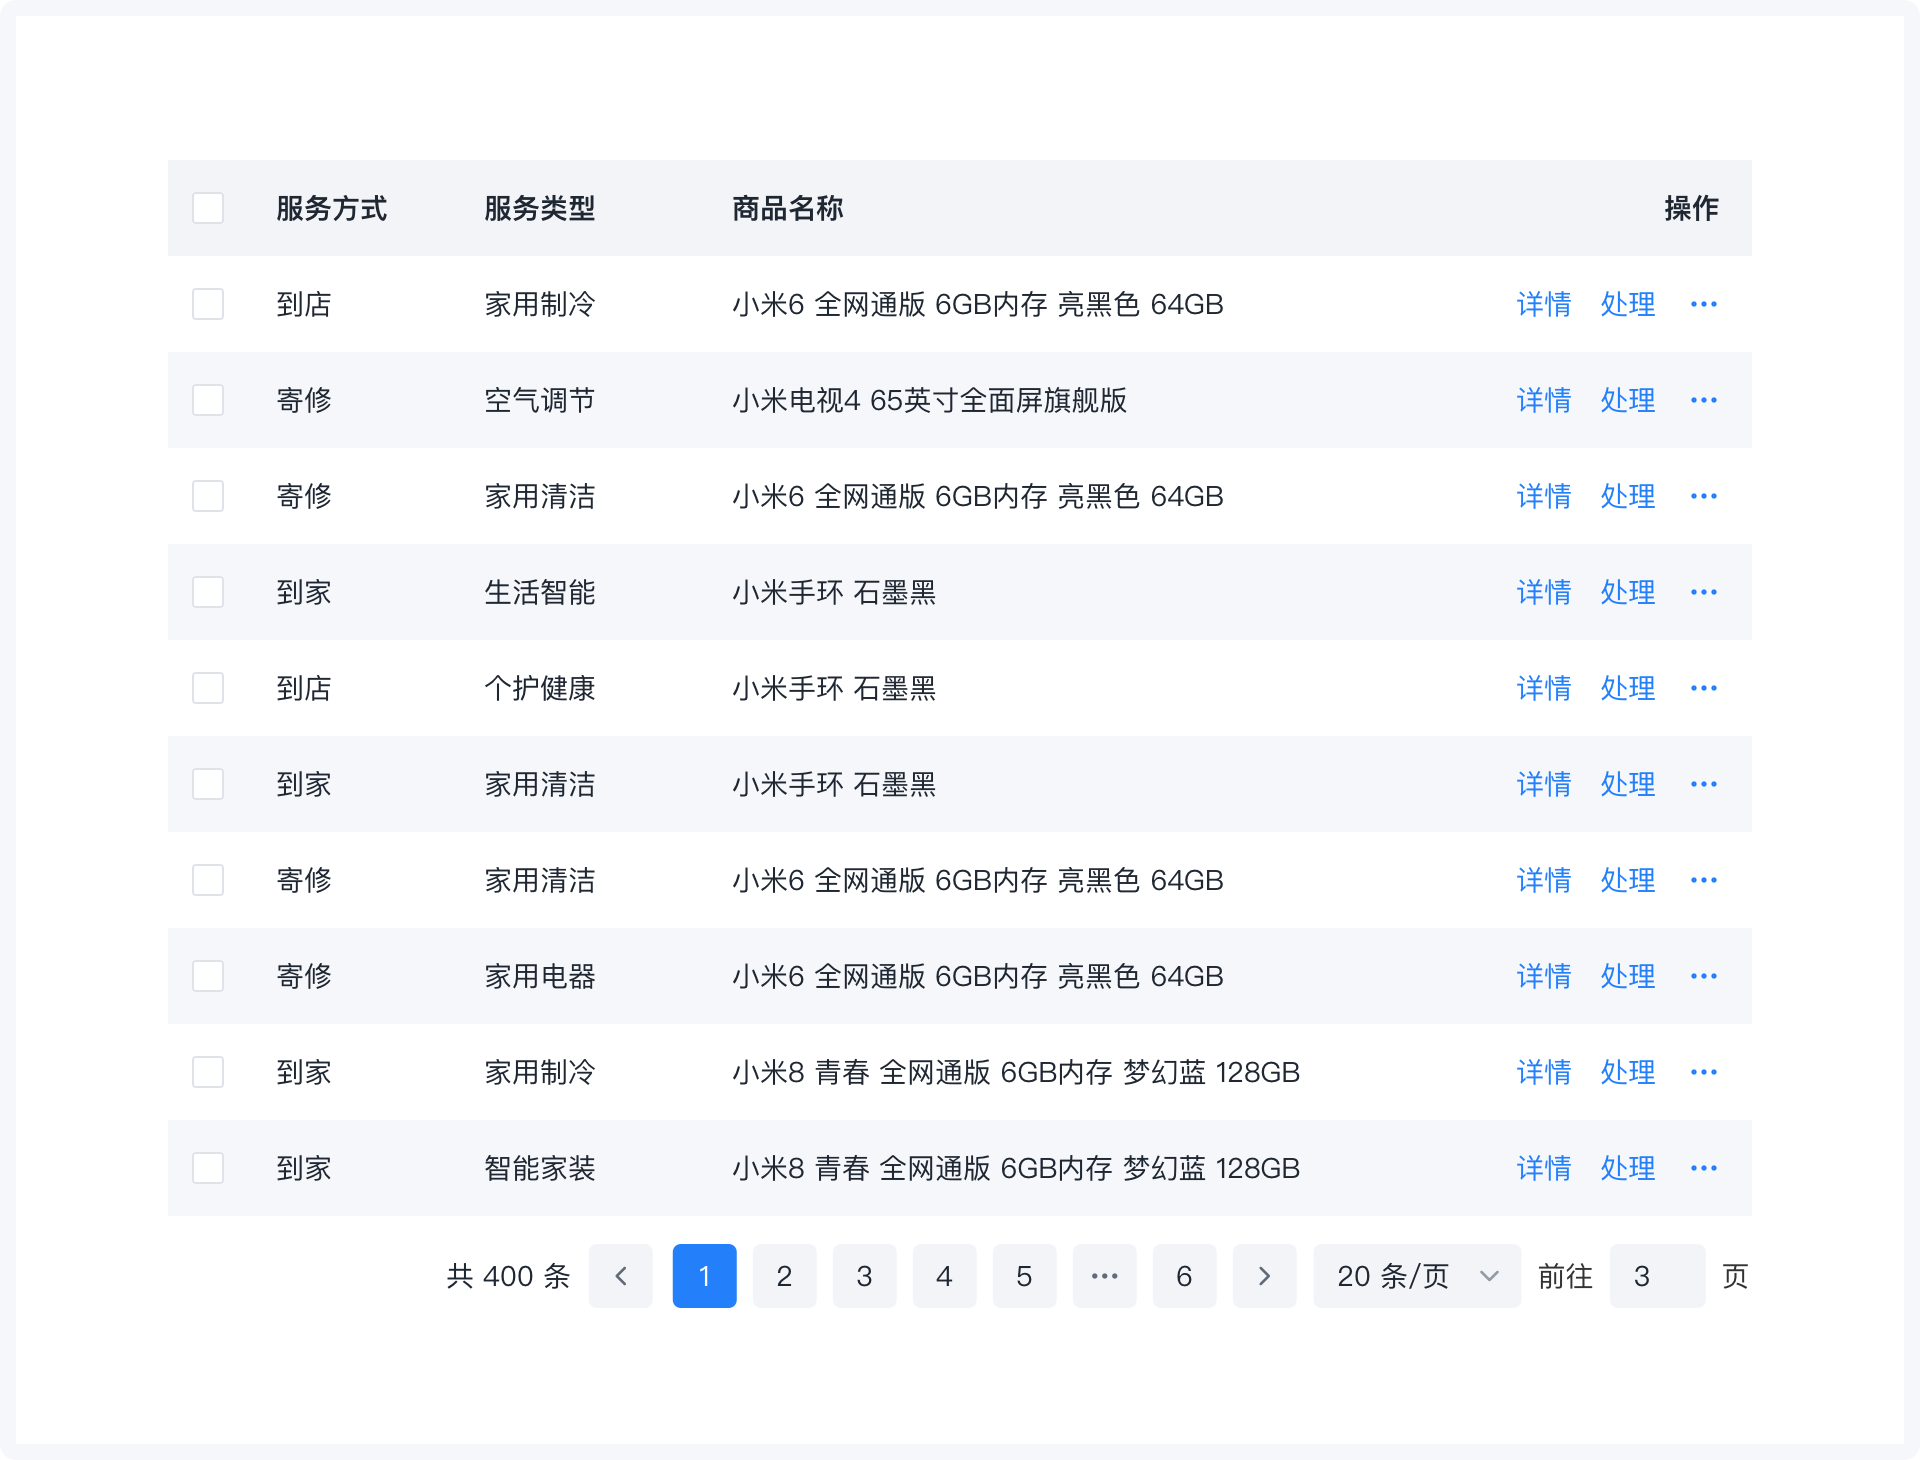 服务方式 服务类型 商品名称 操作
到店 家用制冷 小米6 全网通版 6GB内存 亮黑色 64GB 详情 处理 ···
寄修 空气调节 小米电视4 65英寸全面屏旗舰版 详情 处理 ···
寄修 家用清洁 小米6 全网通版 6GB内存 亮黑色 64GB 详情 处理 ···
到家 生活智能 小米手环 石墨黑 详情 处理 ···
到店 个护健康 小米手环 石墨黑 详情 处理 ···
到家 家用清洁 小米手环 石墨黑 详情 处理 ···
寄修 家用清洁 小米6 全网通版 6GB内存 亮黑色 64GB 详情 处理 ···
寄修 家用电器 小米6 全网通版 6GB内存 亮黑色 64GB 详情 处理 ···
到家 家用制冷 小米8 青春 全网通版 6GB内存 梦幻蓝 128GB 详情 处理 ···
到家 智能家装 小米8 青春 全网通版 6GB内存 梦幻蓝 128GB 详情 处理 ···
共 400 条 1 2 3 4 5 ··· 6 20 条/页 前往 3 页